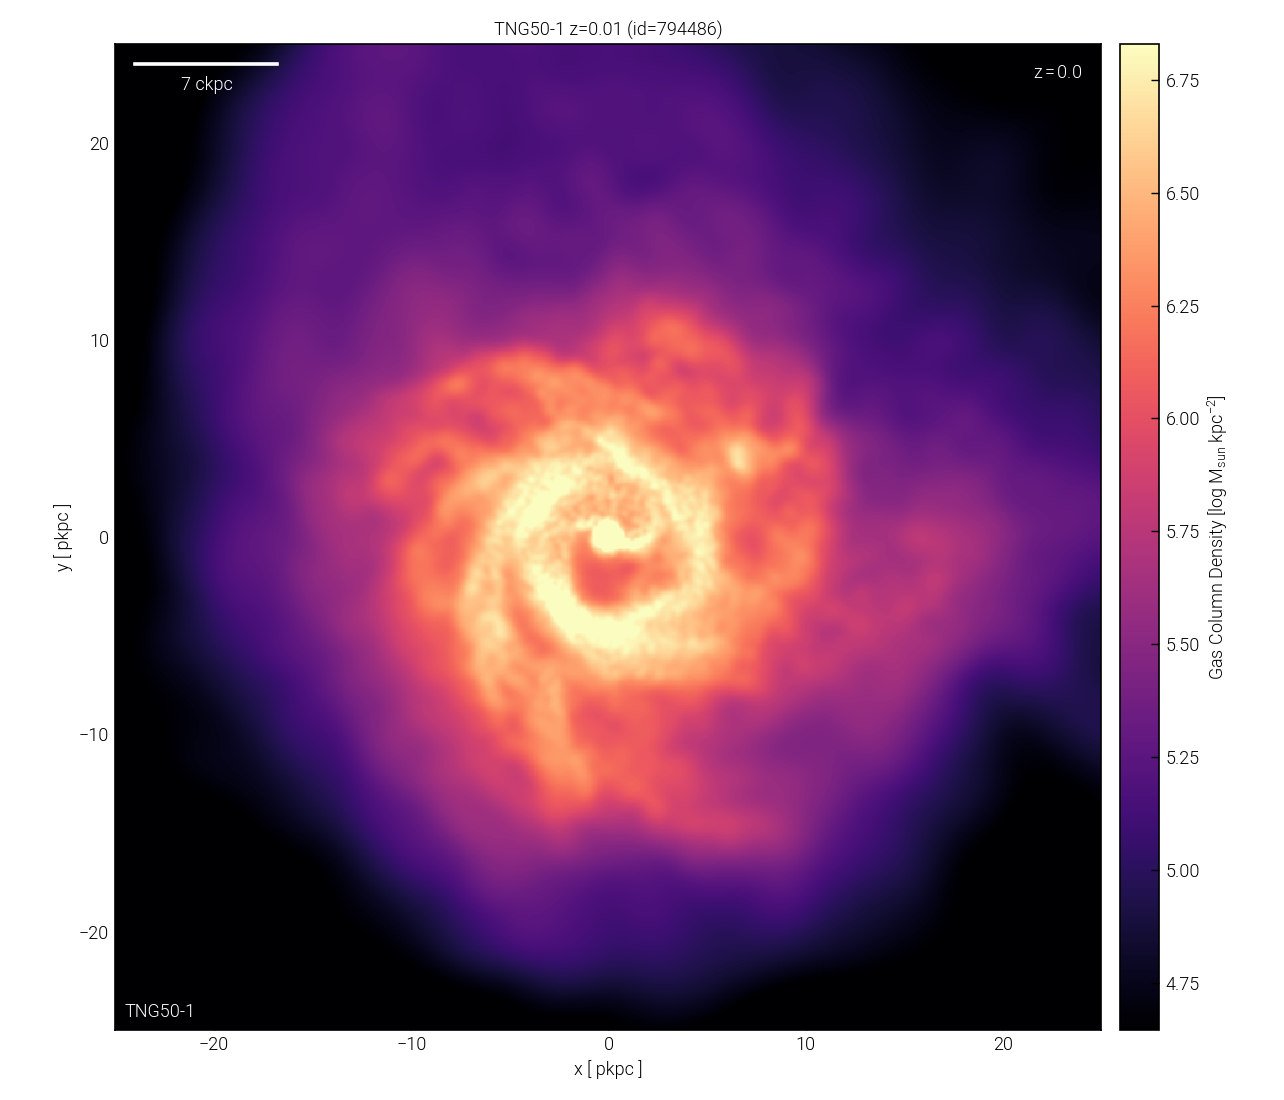 TNG50-1 z=0.01 (id=794486)
7 ckpc
z=0.0
6.75
6.50
6.25
6.00
5.75
5.50
5.25
5.00
4.75
Gas Column Density [log M_sun kpc^−2]
20
10
0
−10
−20
y [ pkpc ]
TNG50-1
−20 −10 0 10 20
x [ pkpc ]